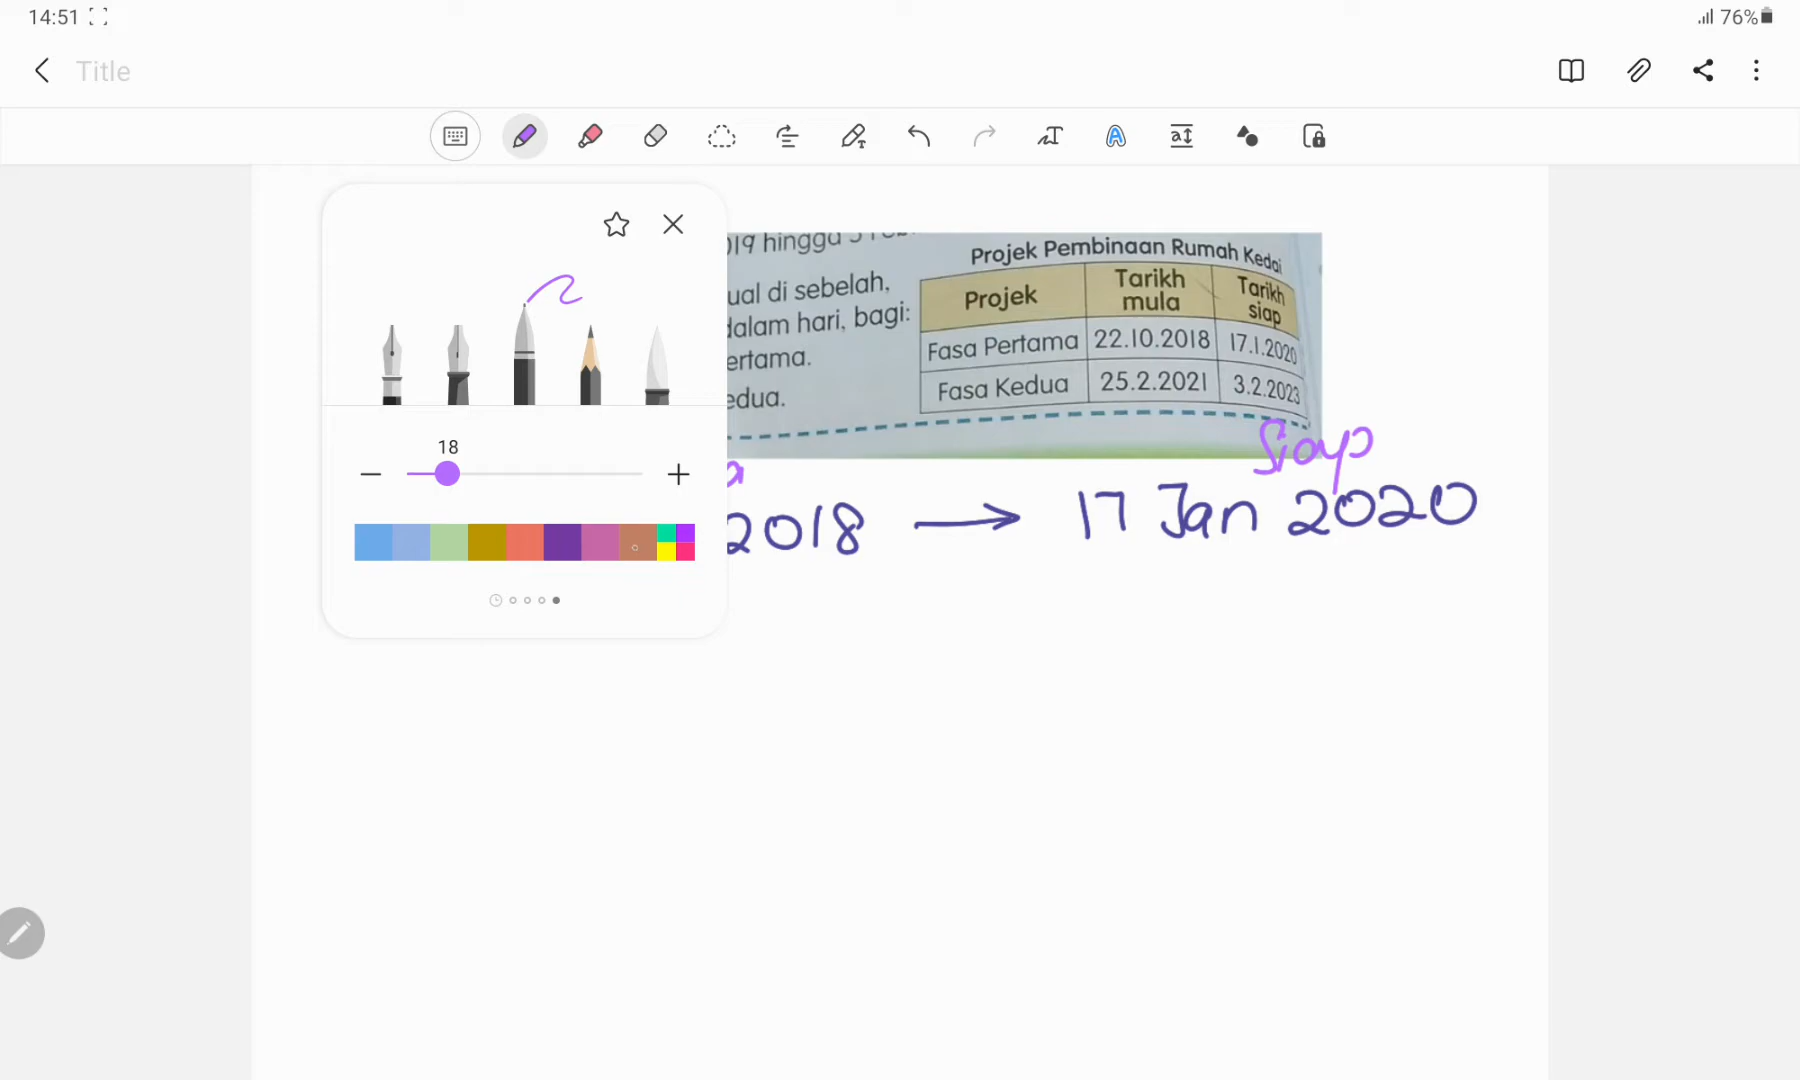 14:51
76%
Title
019 hingga
ual di sebelah,
dalam hari, bagi:
ertama.
edua.
Projek Pembinaan Rumah Kedai
Projek Tarikh mula Tarikh siap
Fasa Pertama 22.10.2018 17.1.2020
Fasa Kedua 25.2.2021 3.2.2023
18
a
Siap
2018 → 17 Jan 2020